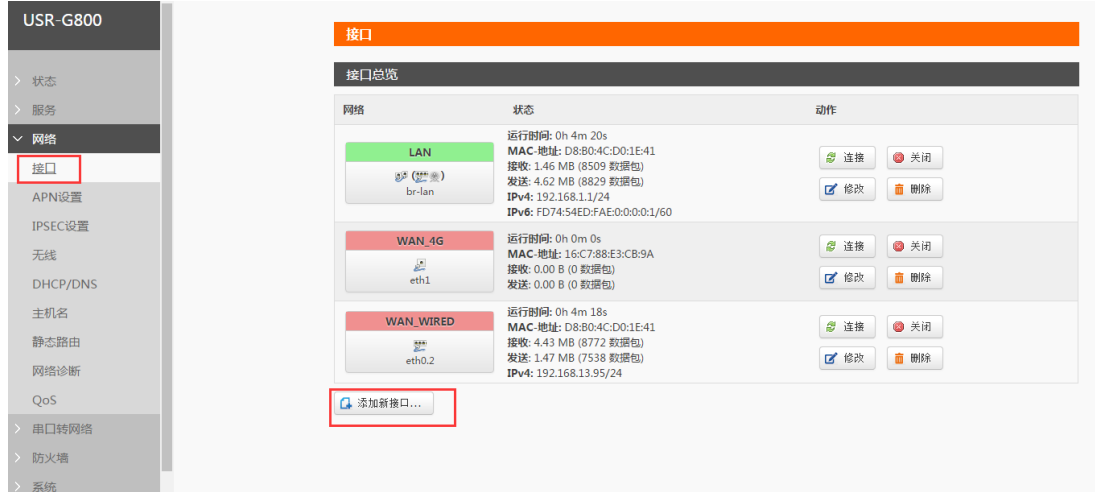 USR-G800
状态
服务
网络
接口
APN设置
IPSEC设置
无线
DHCP/DNS
主机名
静态路由
网络诊断
QoS
串口转网络
防火墙
系统
接口
接口总览
网络 状态 动作
LAN
br-lan
运行时间: 0h 4m 20s
MAC-地址: D8:B0:4C:D0:1E:41
接收: 1.46 MB (8509 数据包)
发送: 4.62 MB (8829 数据包)
IPv4: 192.168.1.1/24
IPv6: FD74:54ED:FAE:0:0:0:0:1/60
连接 关闭
修改 删除
WAN_4G
eth1
运行时间: 0h 0m 0s
MAC-地址: 16:C7:88:E3:CB:9A
接收: 0.00 B (0 数据包)
发送: 0.00 B (0 数据包)
连接 关闭
修改 删除
WAN_WIRED
eth0.2
运行时间: 0h 4m 18s
MAC-地址: D8:B0:4C:D0:1E:41
接收: 4.43 MB (8772 数据包)
发送: 1.47 MB (7538 数据包)
IPv4: 192.168.13.95/24
连接 关闭
修改 删除
添加新接口...